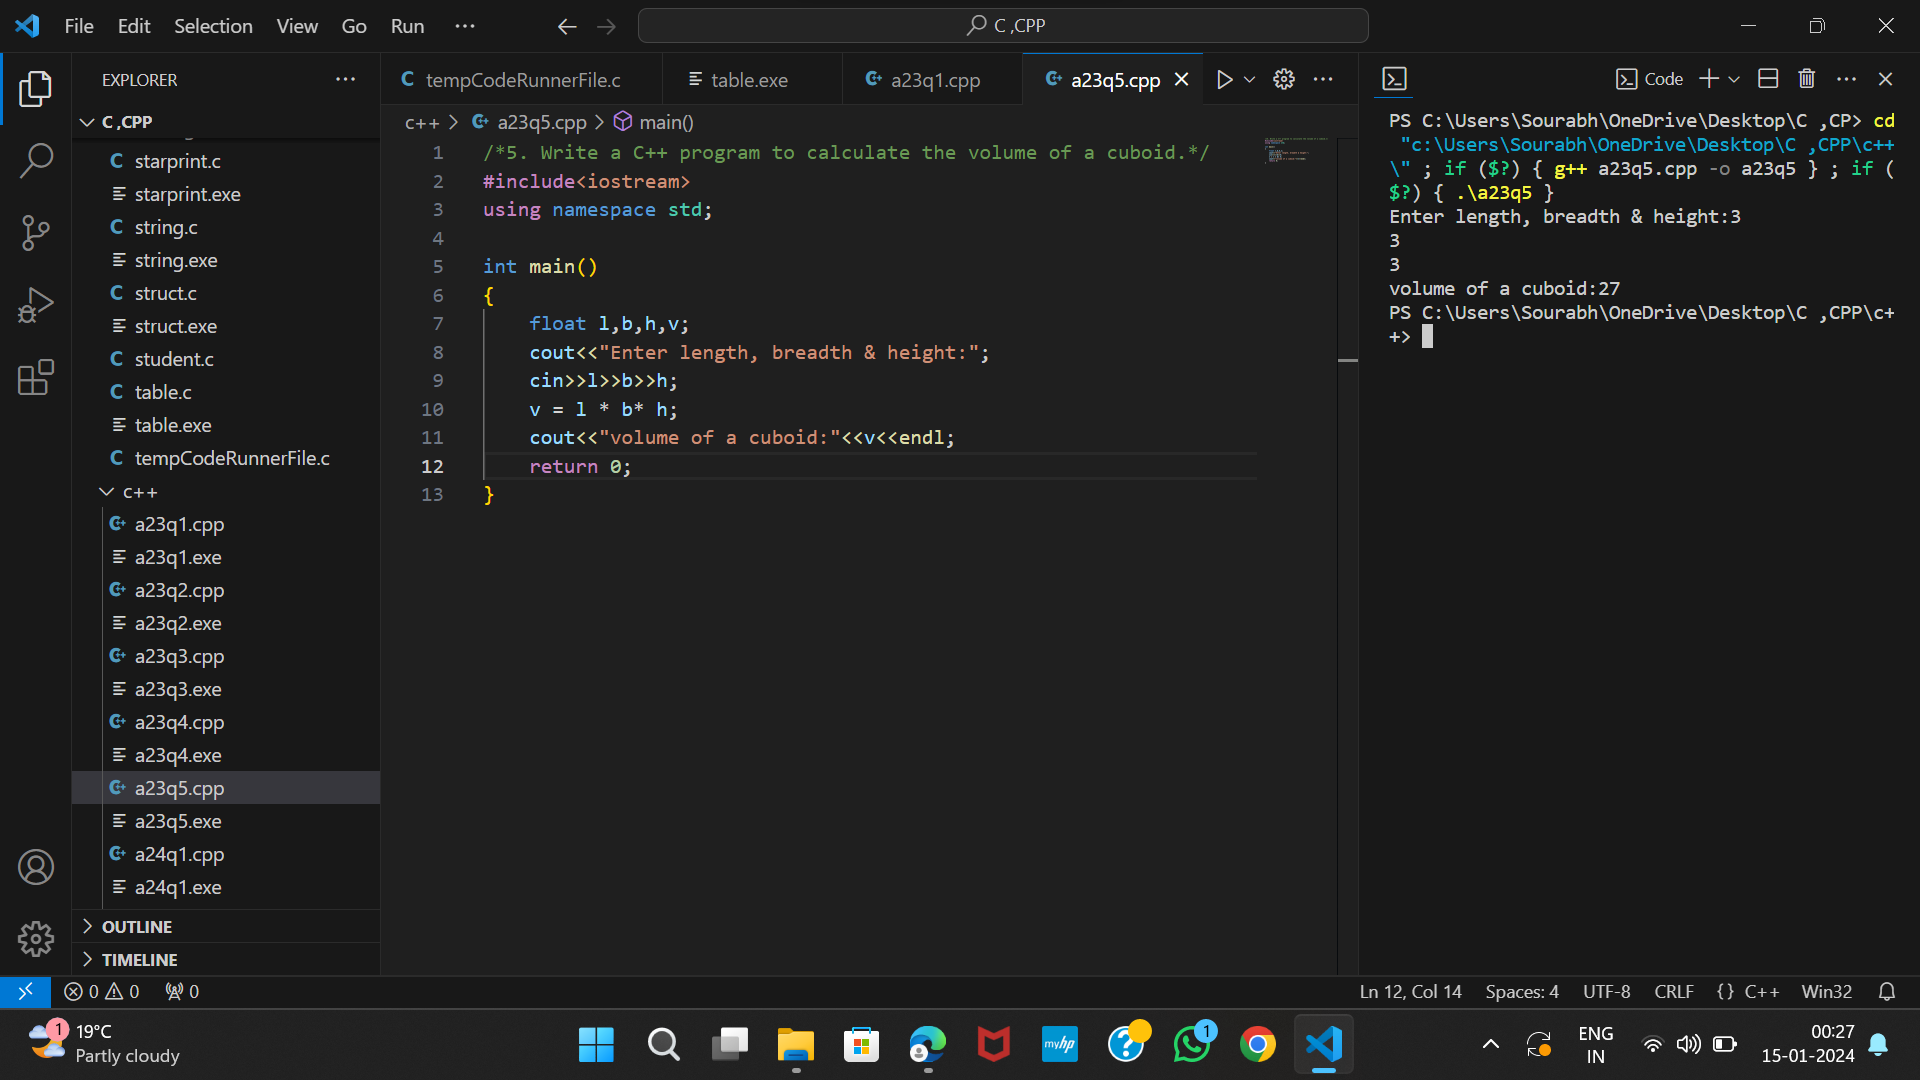 File Edit Selection View Go Run ···
C ,CPP
EXPLORER ···
C ,CPP
starprint.c
starprint.exe
string.c
string.exe
struct.c
struct.exe
student.c
table.c
table.exe
tempCodeRunnerFile.c
c++
a23q1.cpp
a23q1.exe
a23q2.cpp
a23q2.exe
a23q3.cpp
a23q3.exe
a23q4.cpp
a23q4.exe
a23q5.cpp
a23q5.exe
a24q1.cpp
a24q1.exe
OUTLINE
TIMELINE
tempCodeRunnerFile.c table.exe a23q1.cpp a23q5.cpp
c++ > a23q5.cpp > main()
1 /*5. Write a C++ program to calculate the volume of a cuboid.*/
2 #include<iostream>
3 using namespace std;
4
5 int main()
6 {
7 float l,b,h,v;
8 cout<<"Enter length, breadth & height:";
9 cin>>l>>b>>h;
10 v = l * b* h;
11 cout<<"volume of a cuboid:"<<v<<endl;
12 return 0;
13 }
Code
PS C:\Users\Sourabh\OneDrive\Desktop\C ,CP> cd
"c:\Users\Sourabh\OneDrive\Desktop\C ,CPP\c++
\" ; if ($?) { g++ a23q5.cpp -o a23q5 } ; if (
$?) { .\a23q5 }
Enter length, breadth & height:3
3
3
volume of a cuboid:27
PS C:\Users\Sourabh\OneDrive\Desktop\C ,CPP\c+
+>
0 0 0
Ln 12, Col 14 Spaces: 4 UTF-8 CRLF {} C++ Win32
1
19°C
Partly cloudy
myhp
?
1
ENG
IN
00:27
15-01-2024